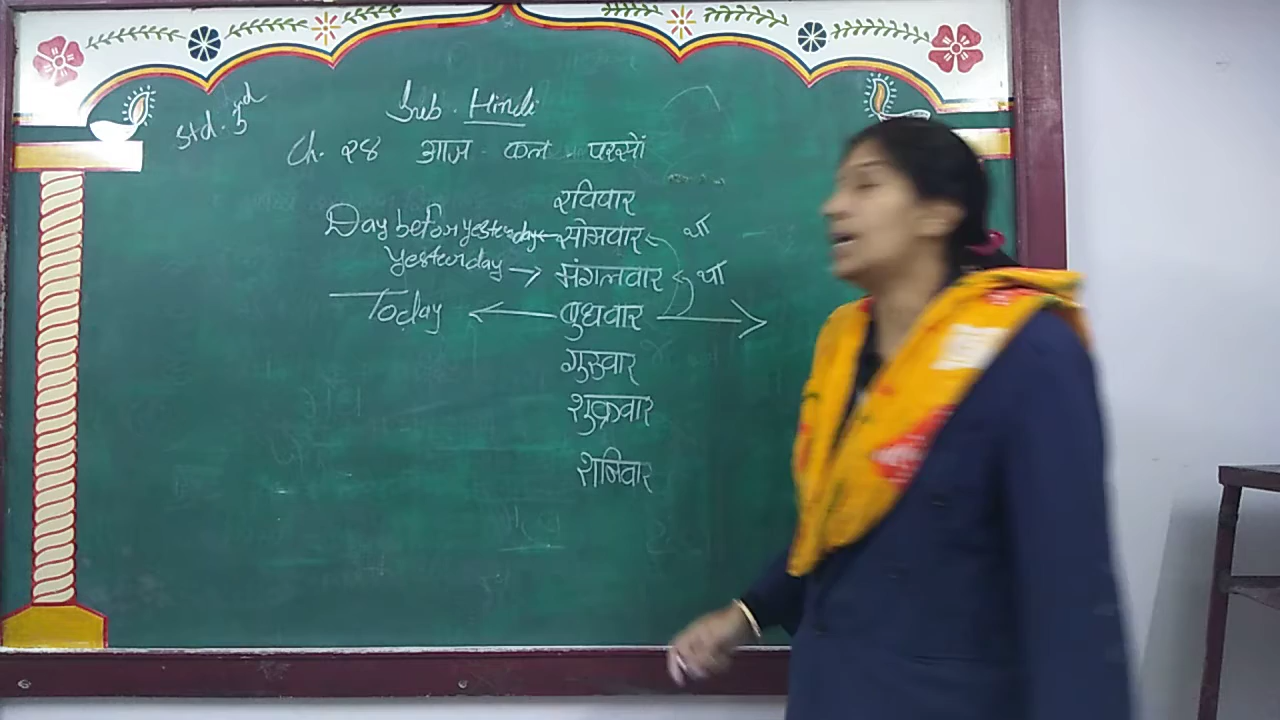 Sub. Hindi
Std. 3rd
Ch. २४ आज कल परसों
रविवार
Day before yesterday ← सोमवार था
Yesterday → मंगलवार था
Today ← बुधवार →
गुरुवार
शुक्रवार
शनिवार